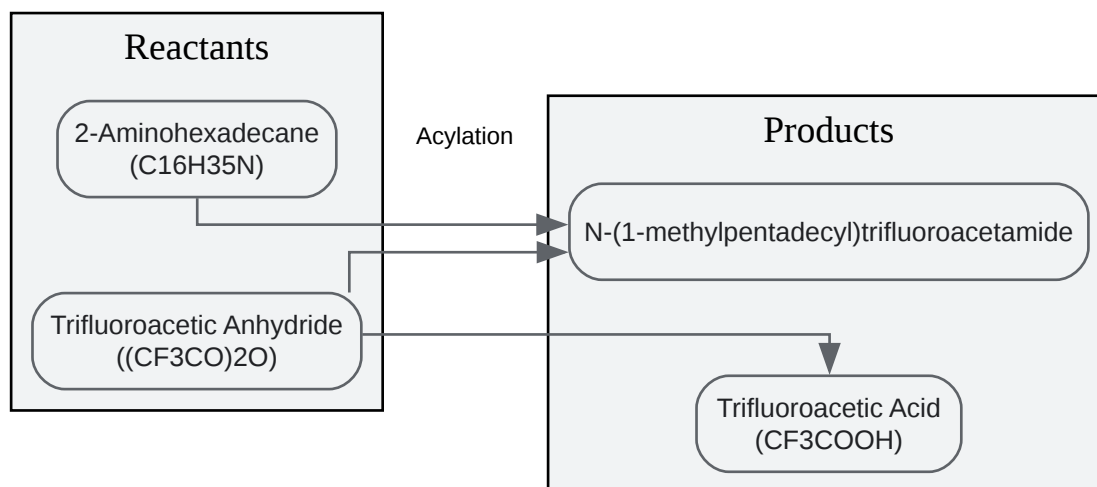 Reactants
2-Aminohexadecane
(C16H35N)
Trifluoroacetic Anhydride
((CF3CO)2O)
Acylation
Products
N-(1-methylpentadecyl)trifluoroacetamide
Trifluoroacetic Acid
(CF3COOH)